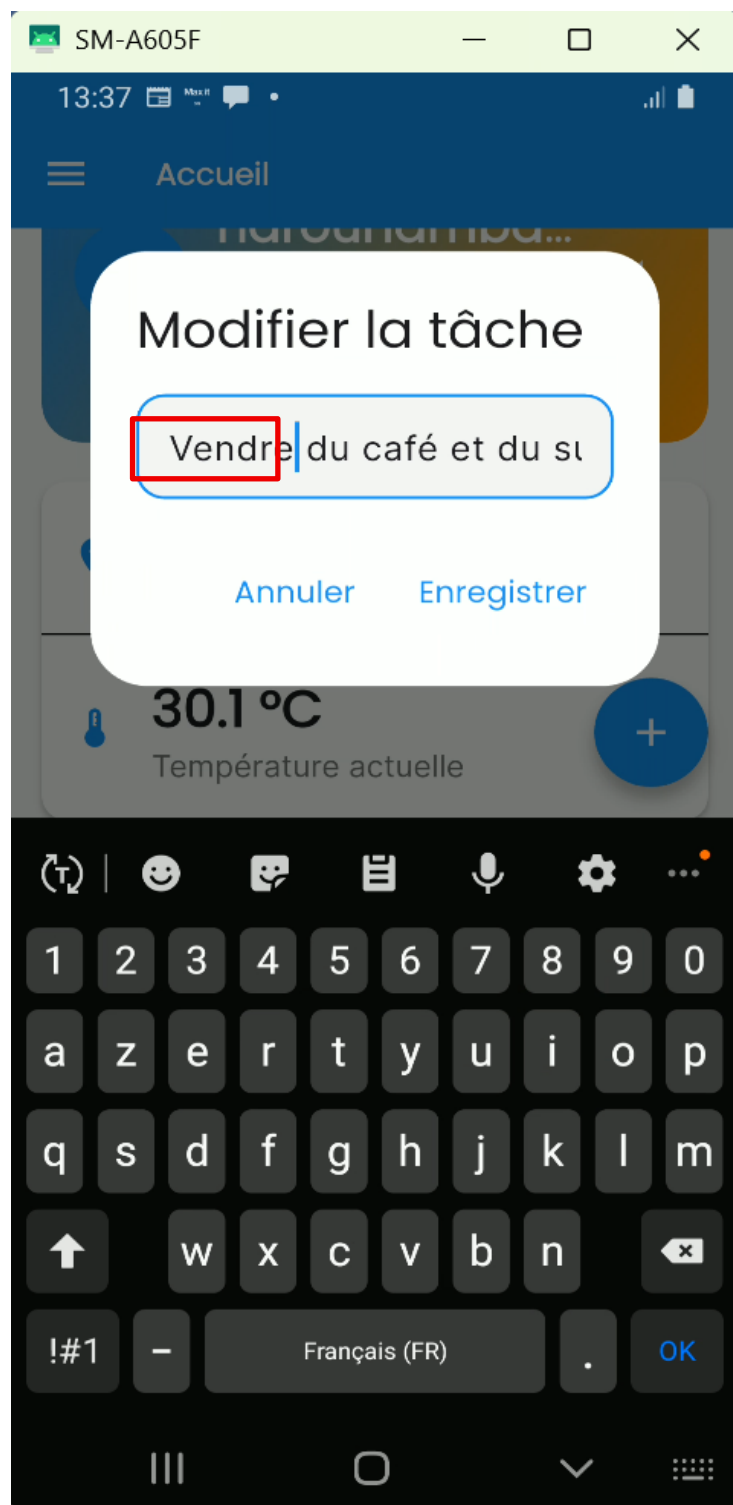 SM-A605F
13:37
Accueil
Modifier la tâche
Vendre du café et du su
Annuler Enregistrer
30.1 °C
Température actuelle
+
1 2 3 4 5 6 7 8 9 0
a z e r t y u i o p
q s d f g h j k l m
w x c v b n
!#1 - Français (FR) . OK